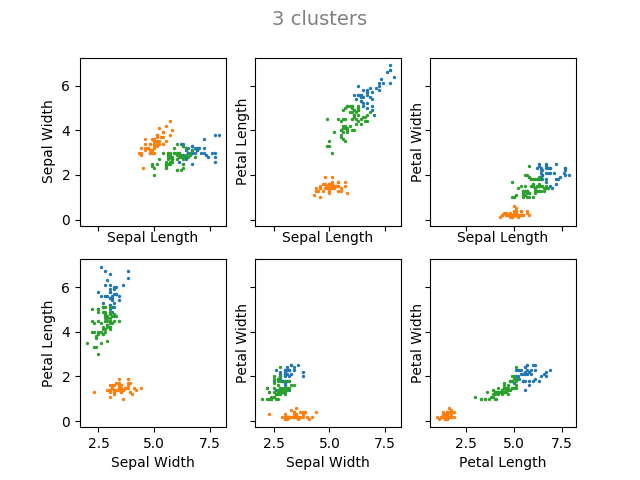 3 clusters
6
4
2
0
Sepal Width
Sepal Length
Petal Length
Sepal Length
Petal Width
Sepal Length
6
4
2
0
Petal Length
2.5 5.0 7.5
Sepal Width
Petal Width
2.5 5.0 7.5
Sepal Width
Petal Width
2.5 5.0 7.5
Petal Length